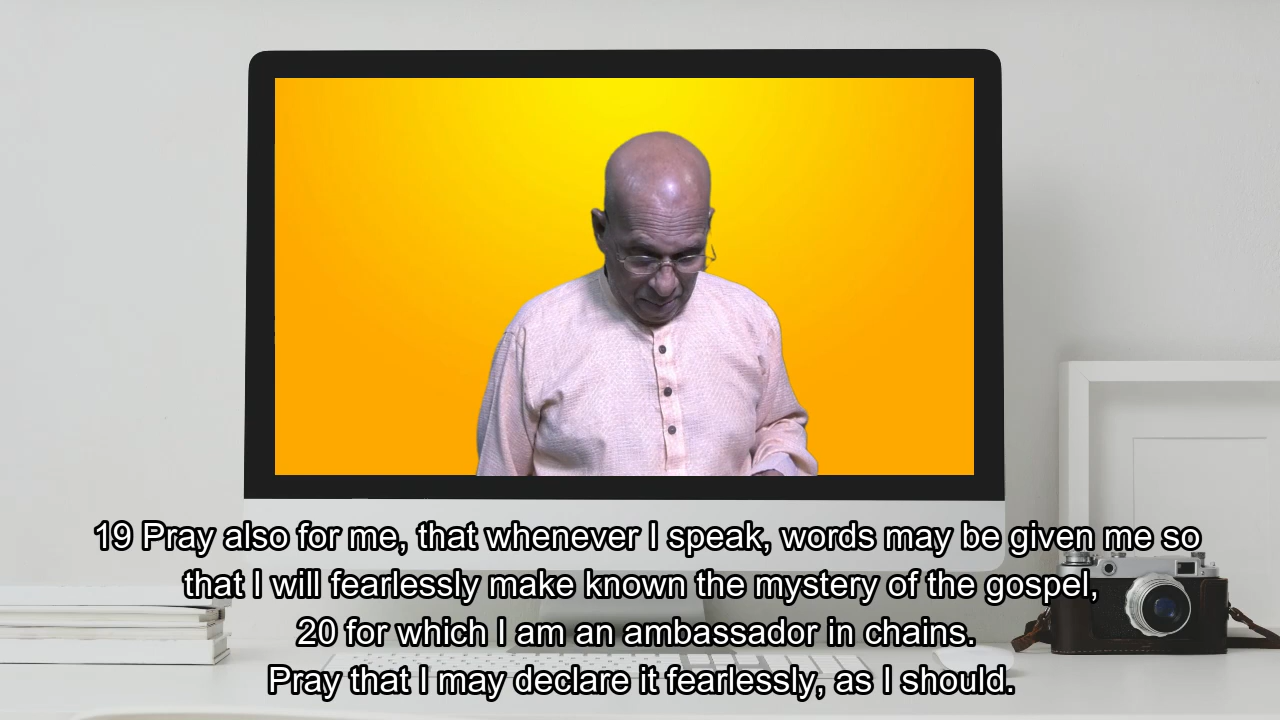 19 Pray also for me, that whenever I speak, words may be given me so
that I will fearlessly make known the mystery of the gospel,
20 for which I am an ambassador in chains.
Pray that I may declare it fearlessly, as I should.